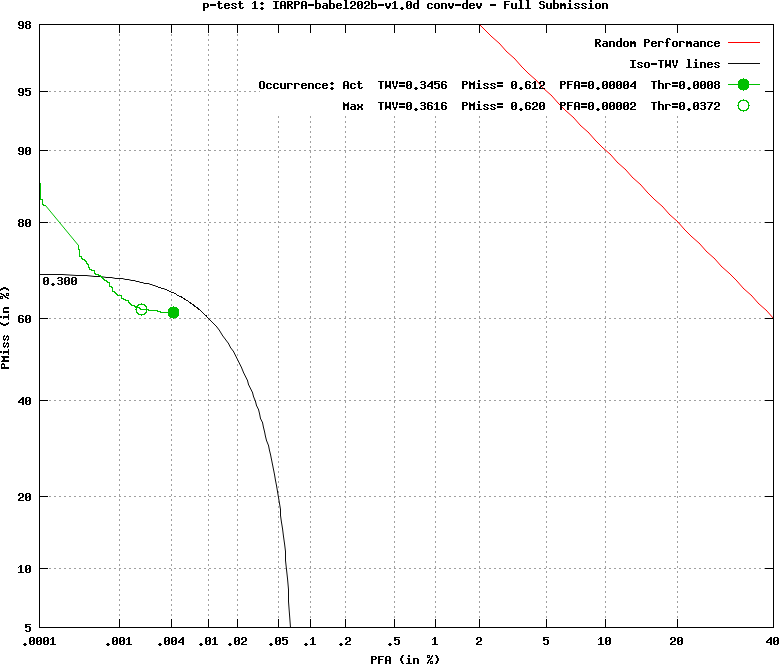 p-test 1: IARPA-babel202b-v1.0d conv-dev - Full Submission
Random Performance
Iso-TWV lines
Occurrence: Act TWV=0.3456 PMiss= 0.612 PFA=0.00004 Thr=0.0008
Max TWV=0.3616 PMiss= 0.620 PFA=0.00002 Thr=0.0372
98
95
90
80
60
40
20
10
5
PMiss (in %)
0.300
.0001 .001 .004 .01 .02 .05 .1 .2 .5 1 2 5 10 20 40
PFA (in %)